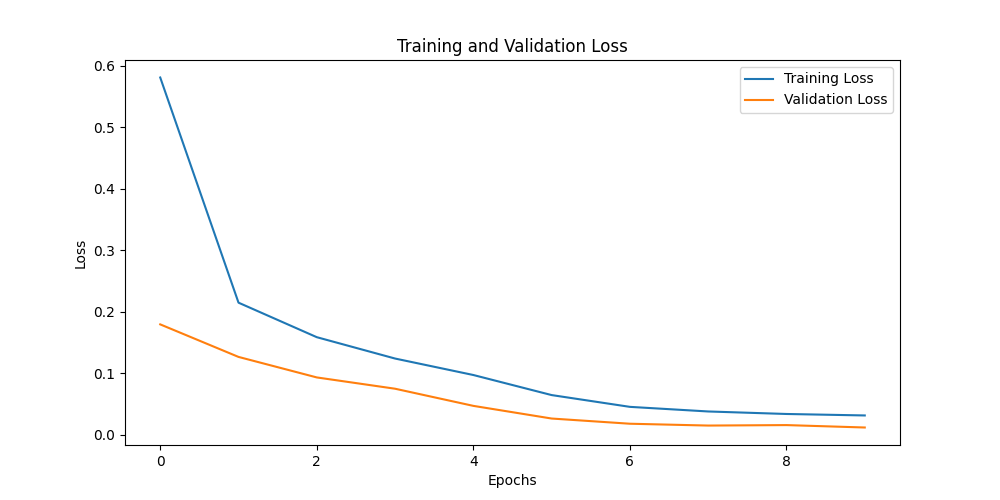 Training and Validation Loss
Training Loss
Validation Loss
0.6
0.5
0.4
0.3
0.2
0.1
0.0
Loss
0 2 4 6 8
Epochs